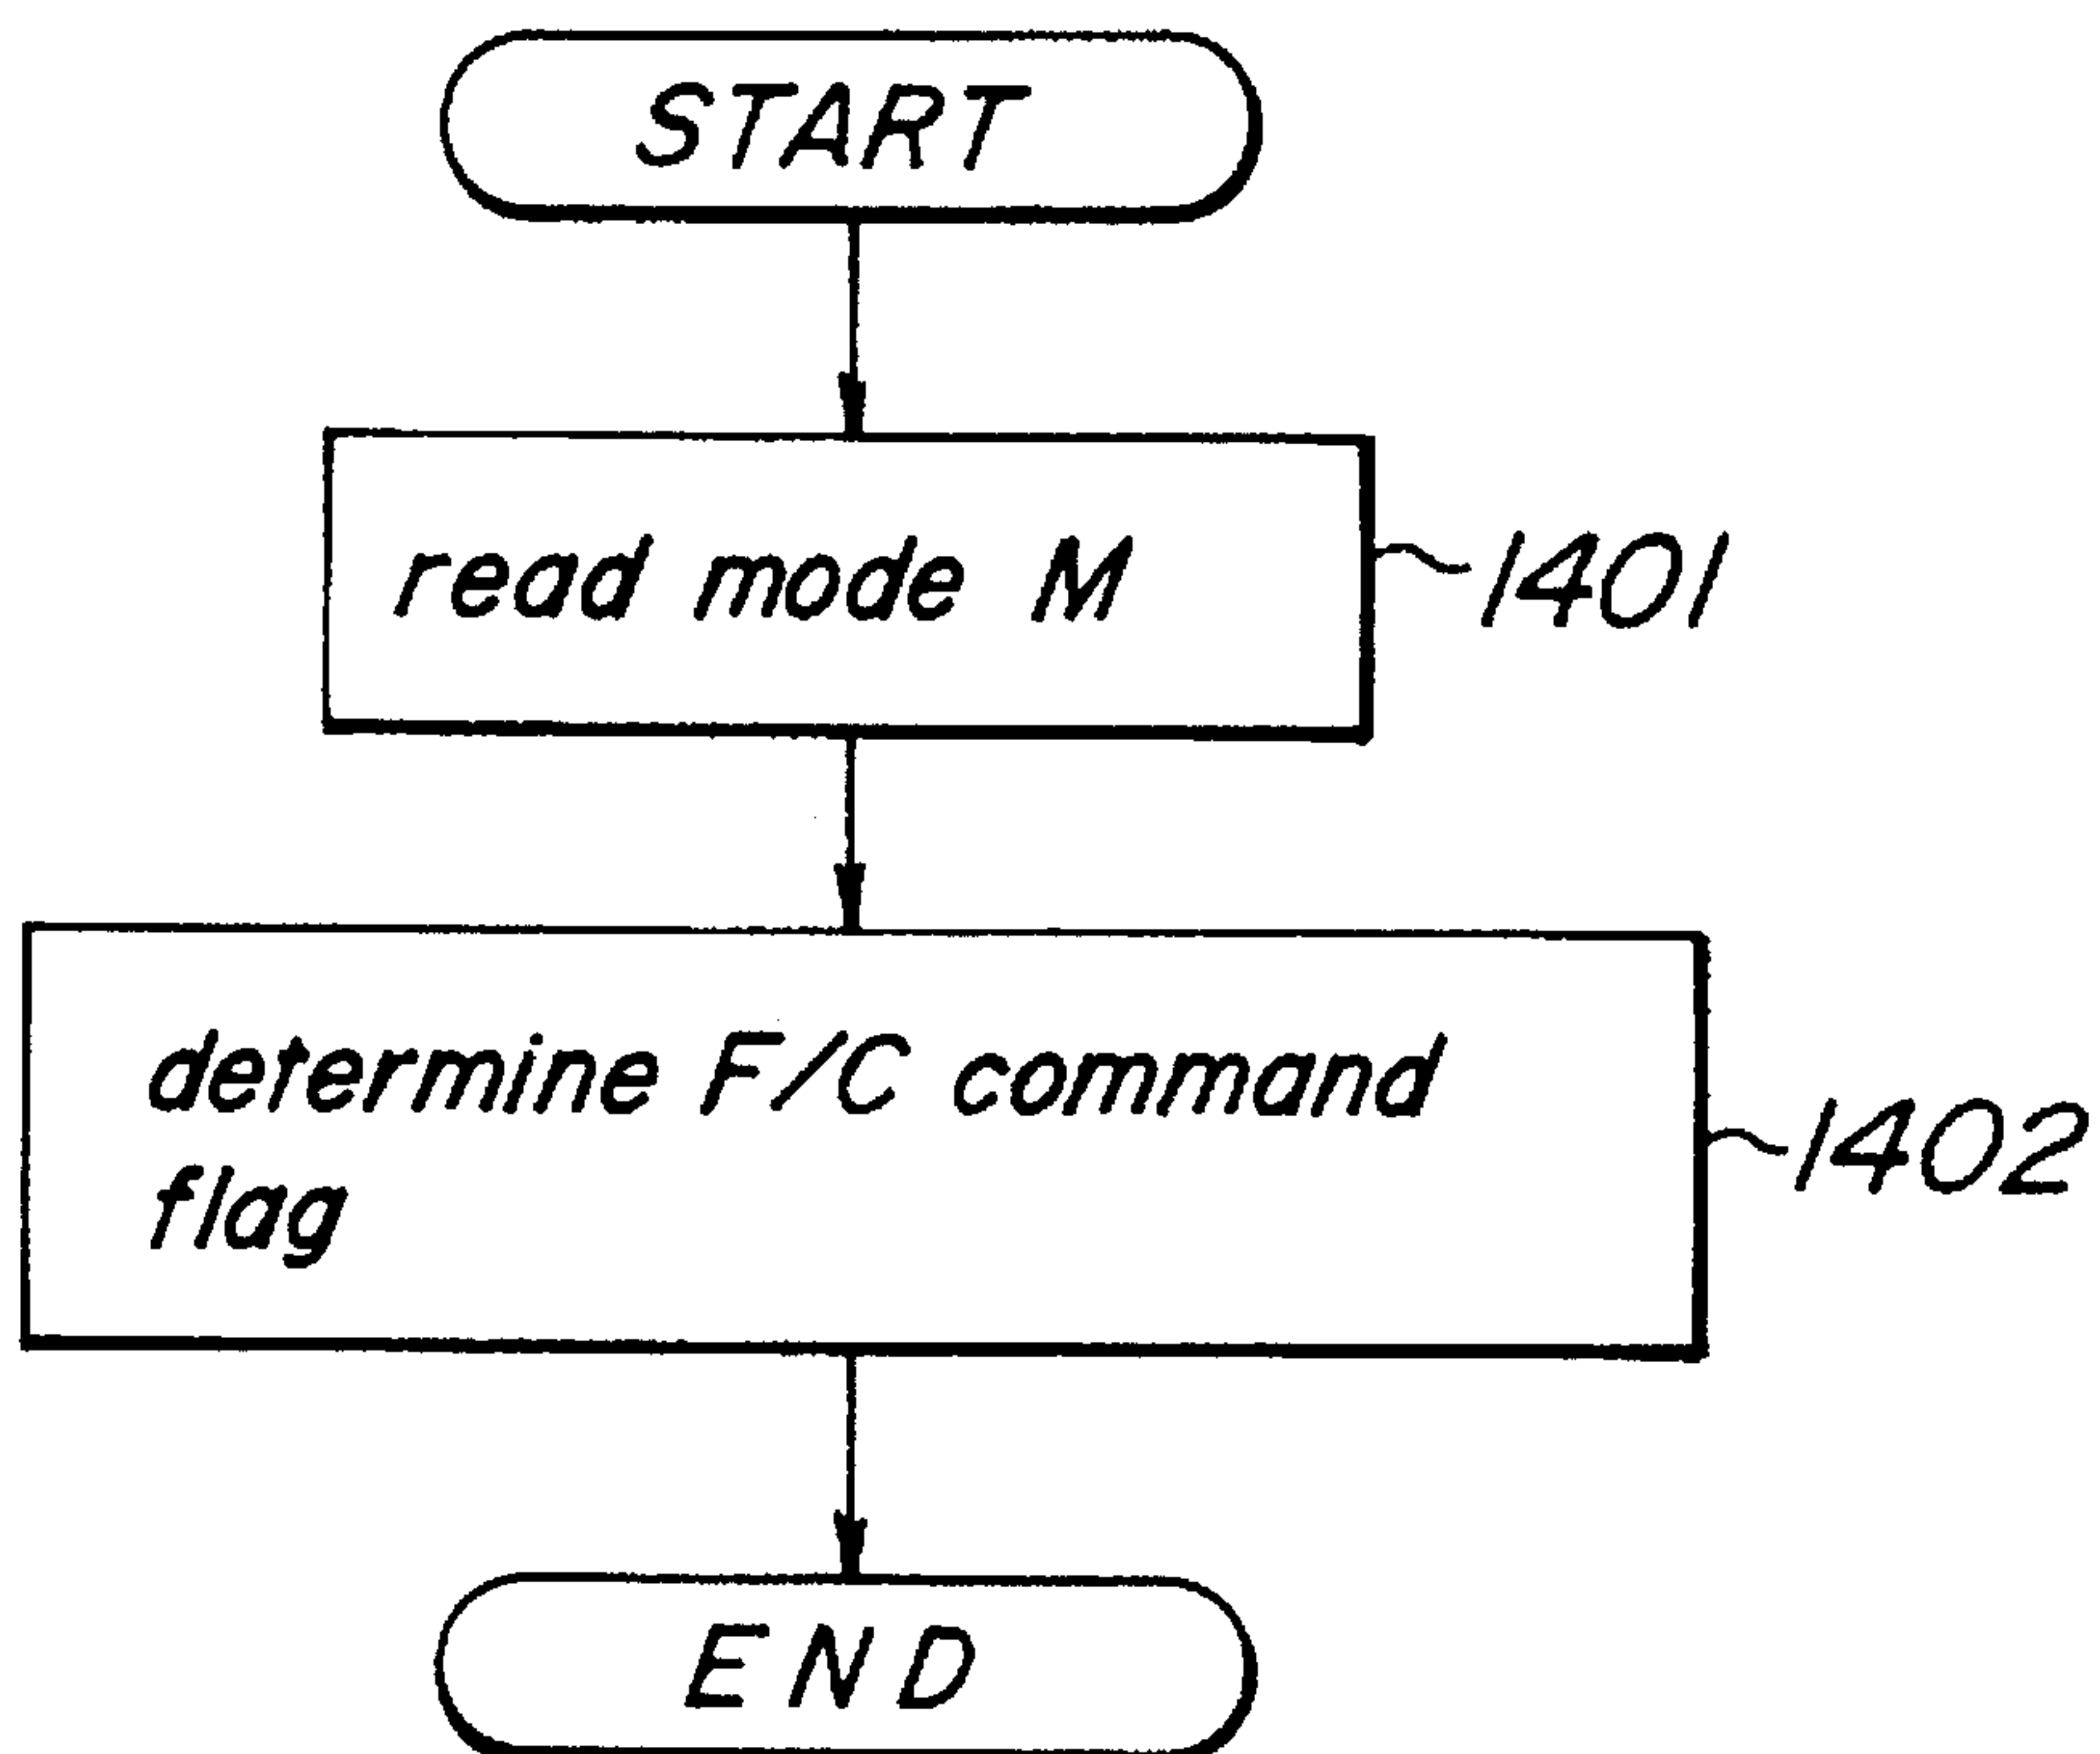 START
read mode M
1401
determine F/C command
flag
1402
END